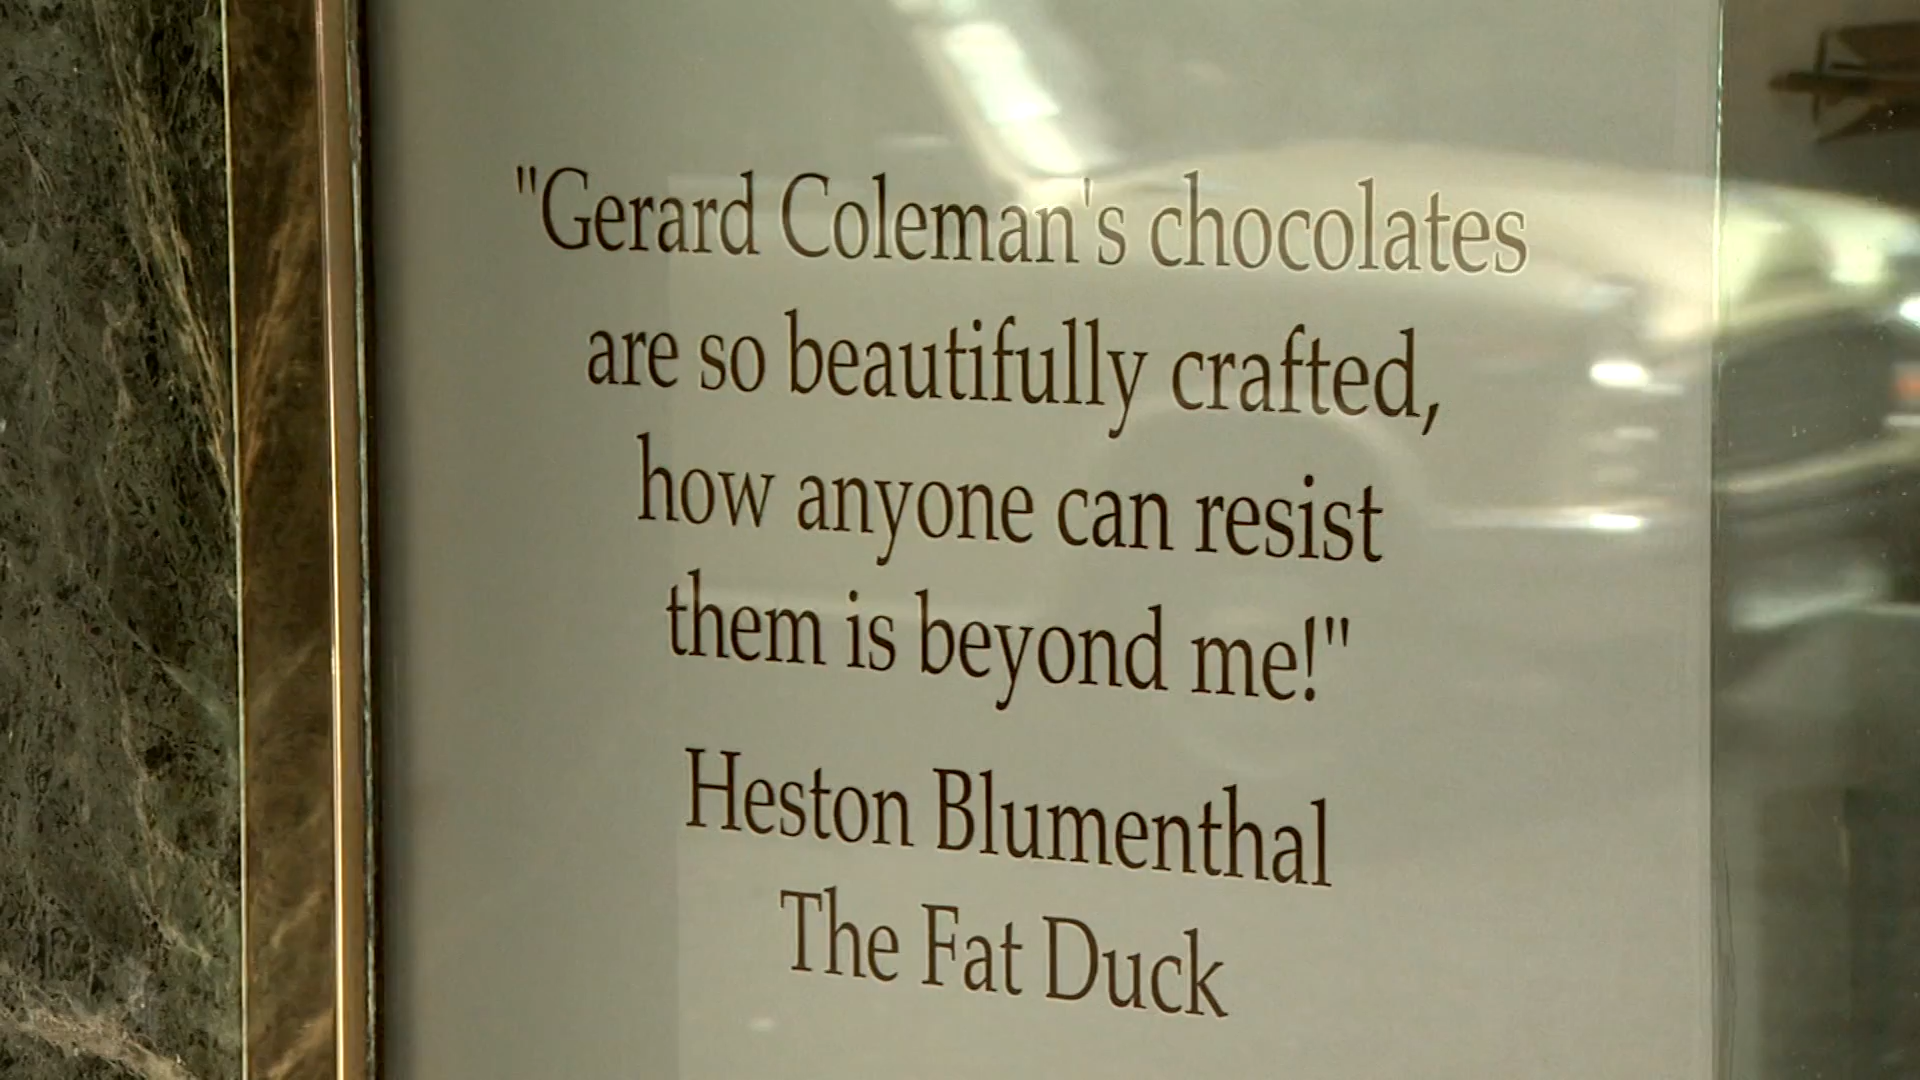 "Gerard Coleman's chocolates
are so beautifully crafted,
how anyone can resist
them is beyond me!"
Heston Blumenthal
The Fat Duck